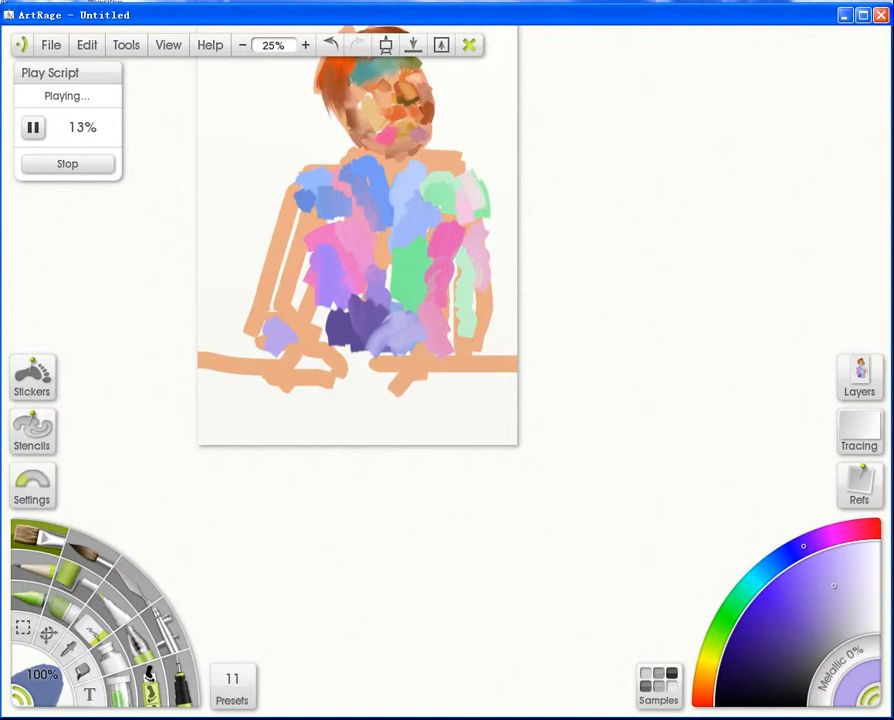 ArtRage - Untitled
File Edit Tools View Help - 25% +
Play Script
Playing...
13%
Stop
Stickers
Stencils
Settings
Layers
Tracing
Refs
100%
T
11
Presets
Samples
Metallic 0%